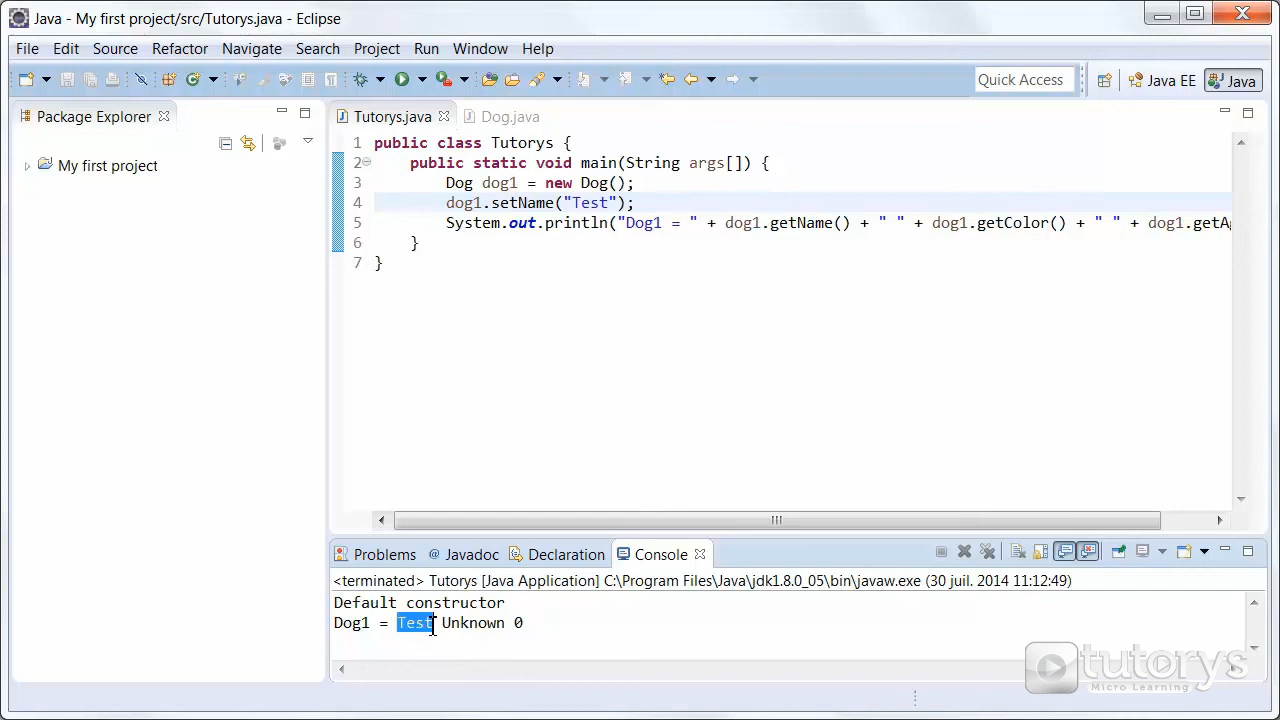 Java - My first project/src/Tutorys.java - Eclipse
File Edit Source Refactor Navigate Search Project Run Window Help
Quick Access Java EE Java
Package Explorer
My first project
Tutorys.java Dog.java
1 public class Tutorys {
2 public static void main(String args[]) {
3 Dog dog1 = new Dog();
4 dog1.setName("Test");
5 System.out.println("Dog1 = " + dog1.getName() + " " + dog1.getColor() + " " + dog1.getAg
6 }
7 }
Problems @ Javadoc Declaration Console
<terminated> Tutorys [Java Application] C:\Program Files\Java\jdk1.8.0_05\bin\javaw.exe (30 juil. 2014 11:12:49)
Default constructor
Dog1 = Test Unknown 0
tutorys
Micro Learning